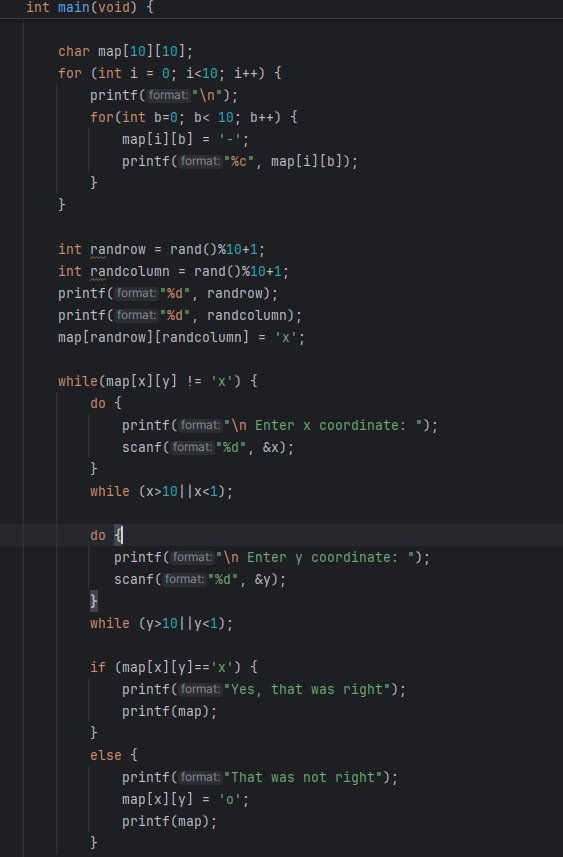 int main(void) {
char map[10][10];
for (int i = 0; i<10; i++) {
printf( format: "\n");
for(int b=0; b< 10; b++) {
map[i][b] = '-';
printf( format: "%c", map[i][b]);
}
}
int randrow = rand()%10+1;
int randcolumn = rand()%10+1;
printf( format: "%d", randrow);
printf( format: "%d", randcolumn);
map[randrow][randcolumn] = 'x';
while(map[x][y] != 'x') {
do {
printf( format: "\n Enter x coordinate: ");
scanf( format: "%d", &x);
}
while (x>10||x<1);
do {
printf( format: "\n Enter y coordinate: ");
scanf( format: "%d", &y);
}
while (y>10||y<1);
if (map[x][y]=='x') {
printf( format: "Yes, that was right");
printf(map);
}
else {
printf( format: "That was not right");
map[x][y] = 'o';
printf(map);
}